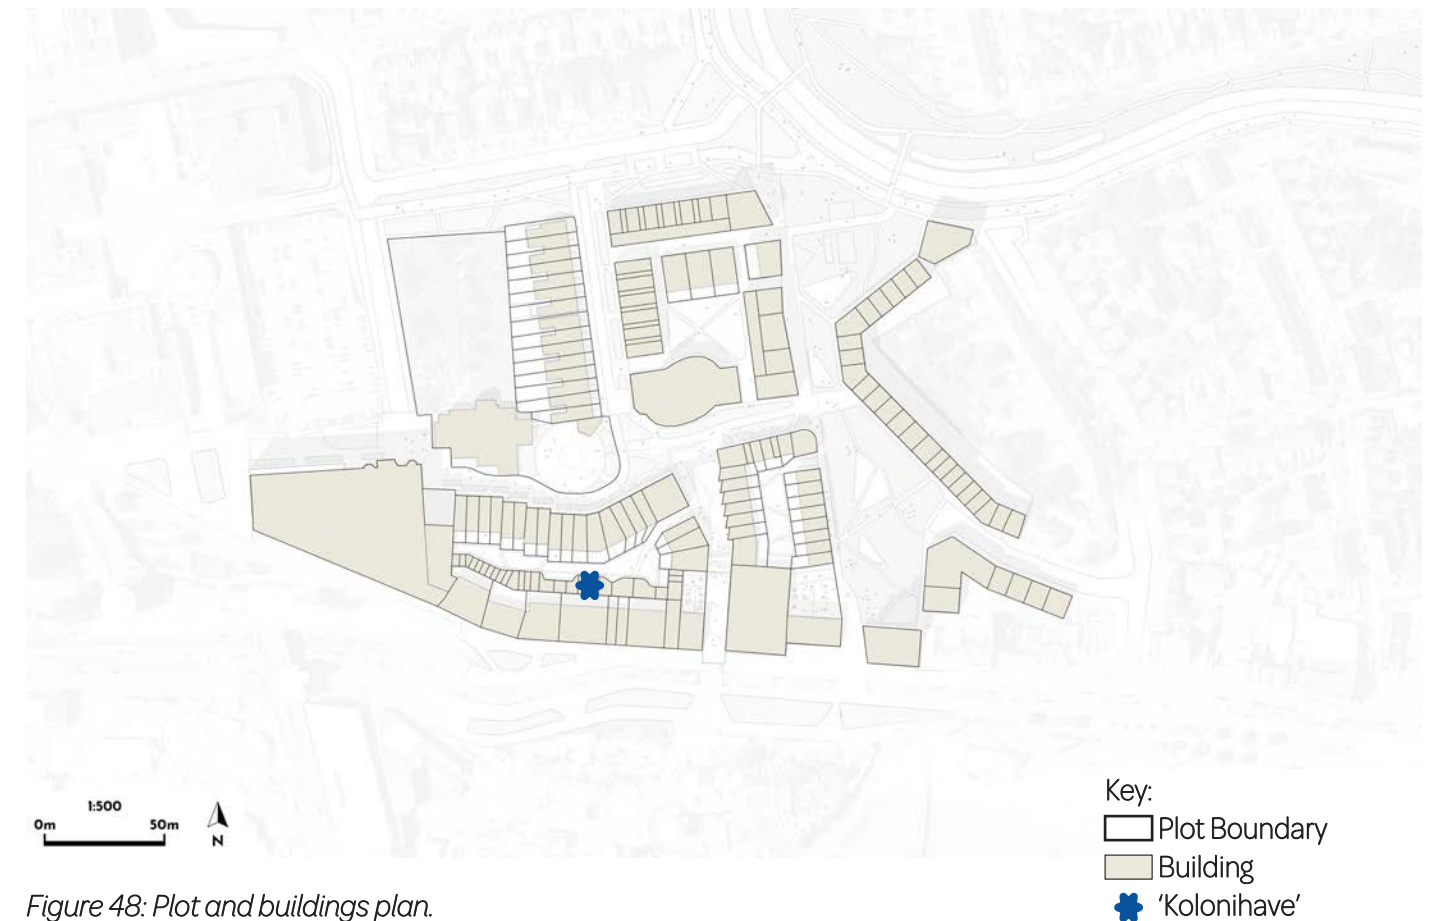 1:500
0m 50m
N
Key:
Plot Boundary
Building
'Kolonihave'
Figure 48: Plot and buildings plan.